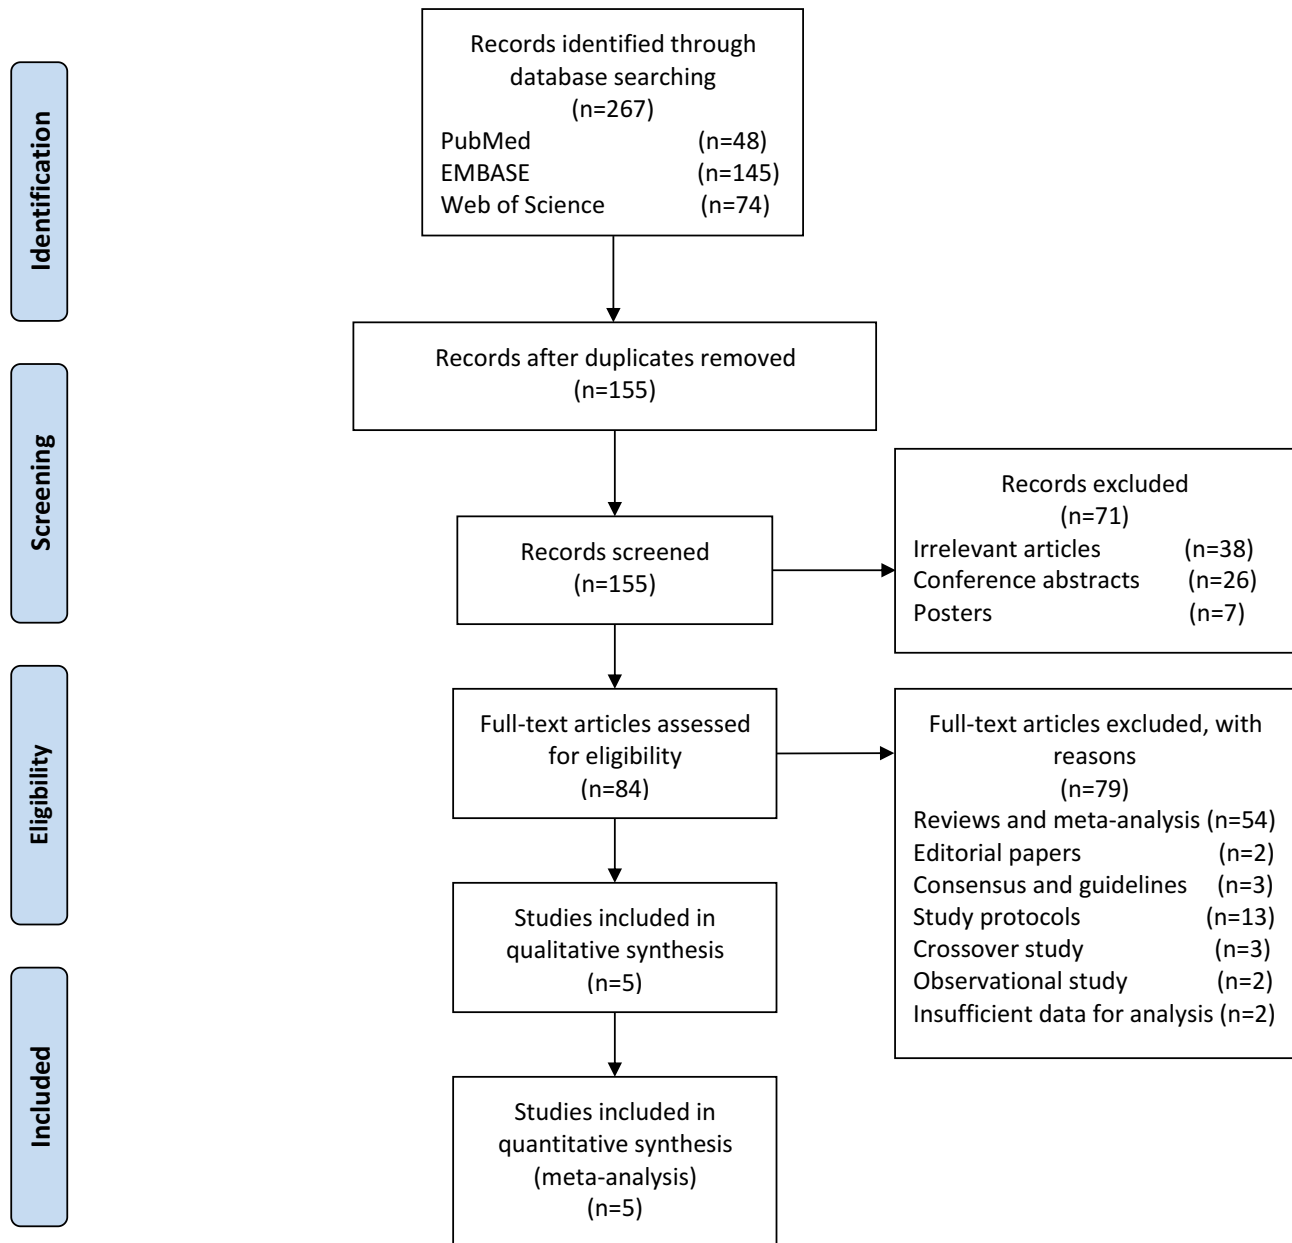 Identification
Records identified through
database searching
(n=267)
PubMed (n=48)
EMBASE (n=145)
Web of Science (n=74)
Records after duplicates removed
(n=155)
Screening
Records screened
(n=155)
Records excluded
(n=71)
Irrelevant articles (n=38)
Conference abstracts (n=26)
Posters (n=7)
Eligibility
Full-text articles assessed
for eligibility
(n=84)
Full-text articles excluded, with
reasons
(n=79)
Reviews and meta-analysis (n=54)
Editorial papers (n=2)
Consensus and guidelines (n=3)
Study protocols (n=13)
Crossover study (n=3)
Observational study (n=2)
Insufficient data for analysis (n=2)
Studies included in
qualitative synthesis
(n=5)
Included
Studies included in
quantitative synthesis
(meta-analysis)
(n=5)